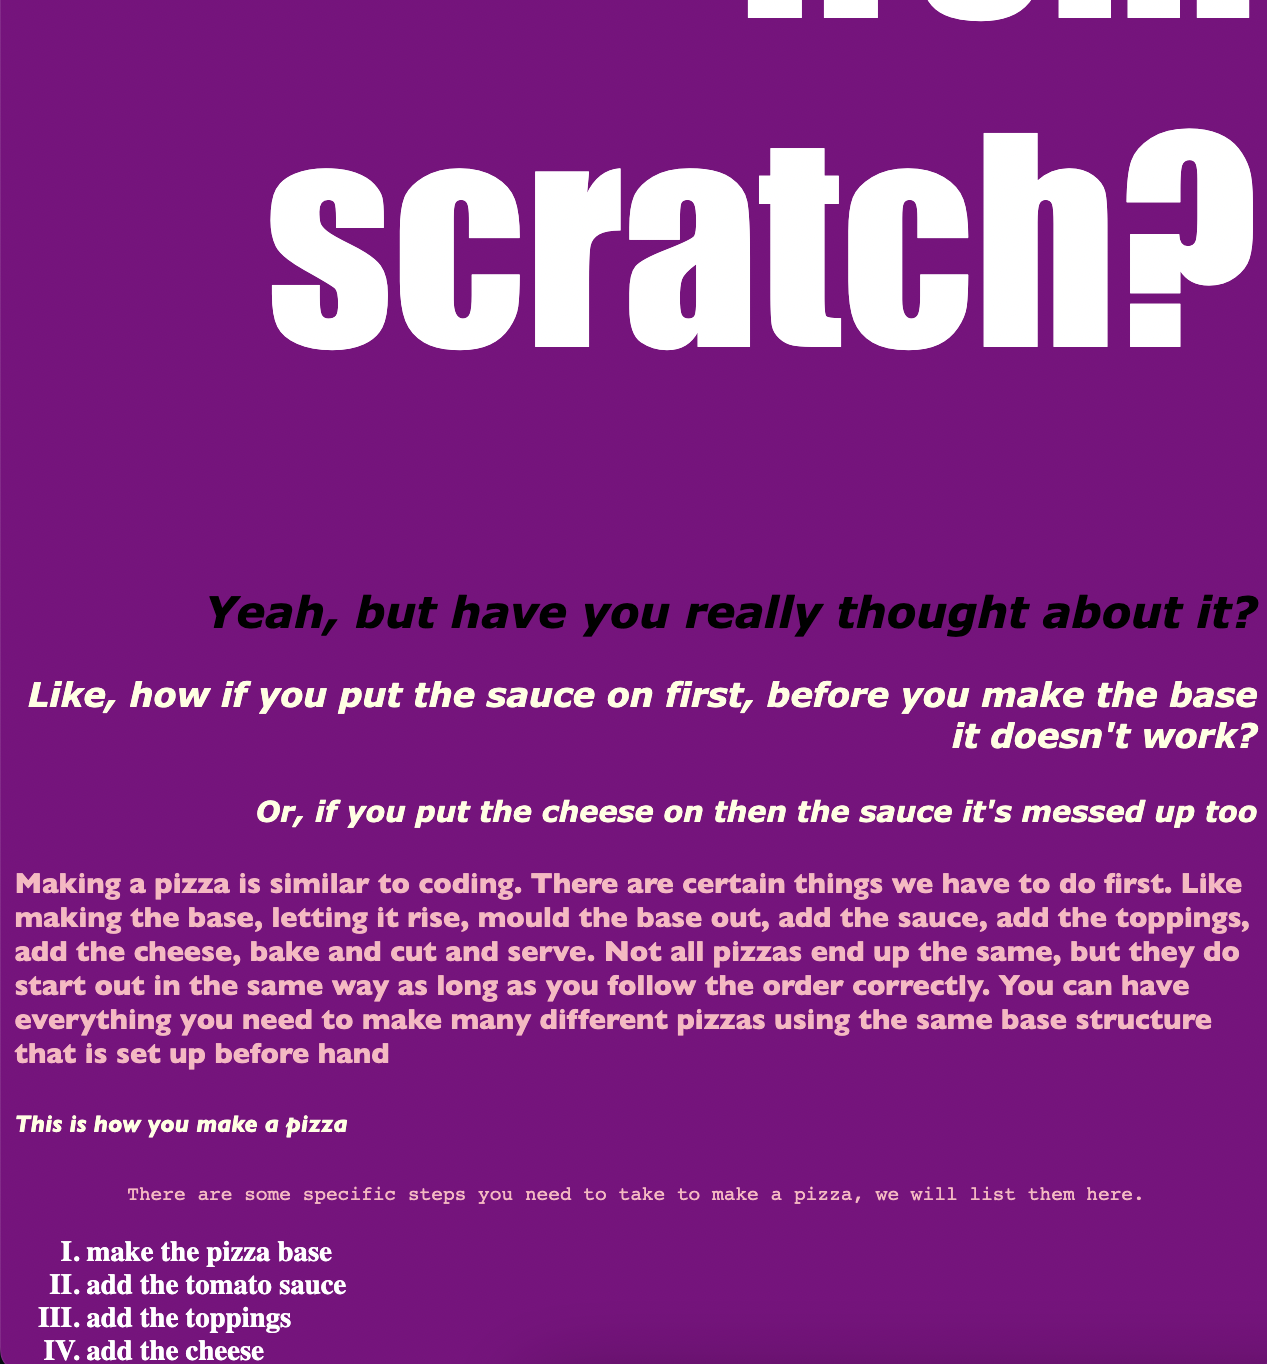 scratch?
Yeah, but have you really thought about it?
Like, how if you put the sauce on first, before you make the base
it doesn't work?
Or, if you put the cheese on then the sauce it's messed up too
Making a pizza is similar to coding. There are certain things we have to do first. Like
making the base, letting it rise, mould the base out, add the sauce, add the toppings,
add the cheese, bake and cut and serve. Not all pizzas end up the same, but they do
start out in the same way as long as you follow the order correctly. You can have
everything you need to make many different pizzas using the same base structure
that is set up before hand
This is how you make a pizza
There are some specific steps you need to take to make a pizza, we will list them here.
I. make the pizza base
II. add the tomato sauce
III. add the toppings
IV. add the cheese